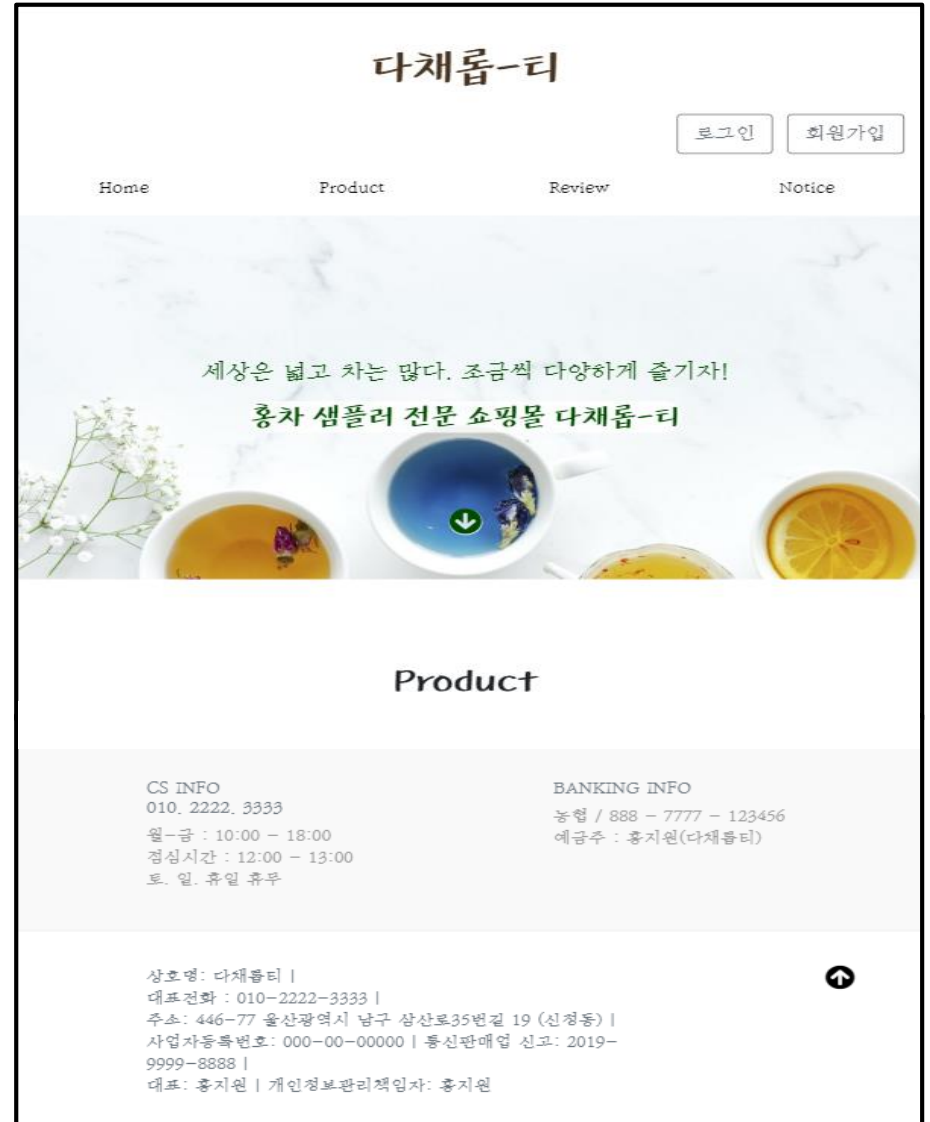 다채롭-티
로그인 회원가입
Home Product Review Notice
세상은 넓고 차는 많다. 조금씩 다양하게 즐기자!
홍차 샘플러 전문 쇼핑몰 다채롭-티
Product
CS INFO
010. 2222. 3333
월-금 : 10:00 - 18:00
점심시간 : 12:00 - 13:00
토. 일. 휴일 휴무
BANKING INFO
농협 / 888 - 7777 - 123456
예금주 : 홍지원(다채롭티)
상호명: 다채롭티 |
대표전화 : 010-2222-3333 |
주소: 446-77 울산광역시 남구 삼산로35번길 19 (신정동) |
사업자등록번호: 000-00-00000 | 통신판매업 신고: 2019-
9999-8888 |
대표: 홍지원 | 개인정보관리책임자: 홍지원